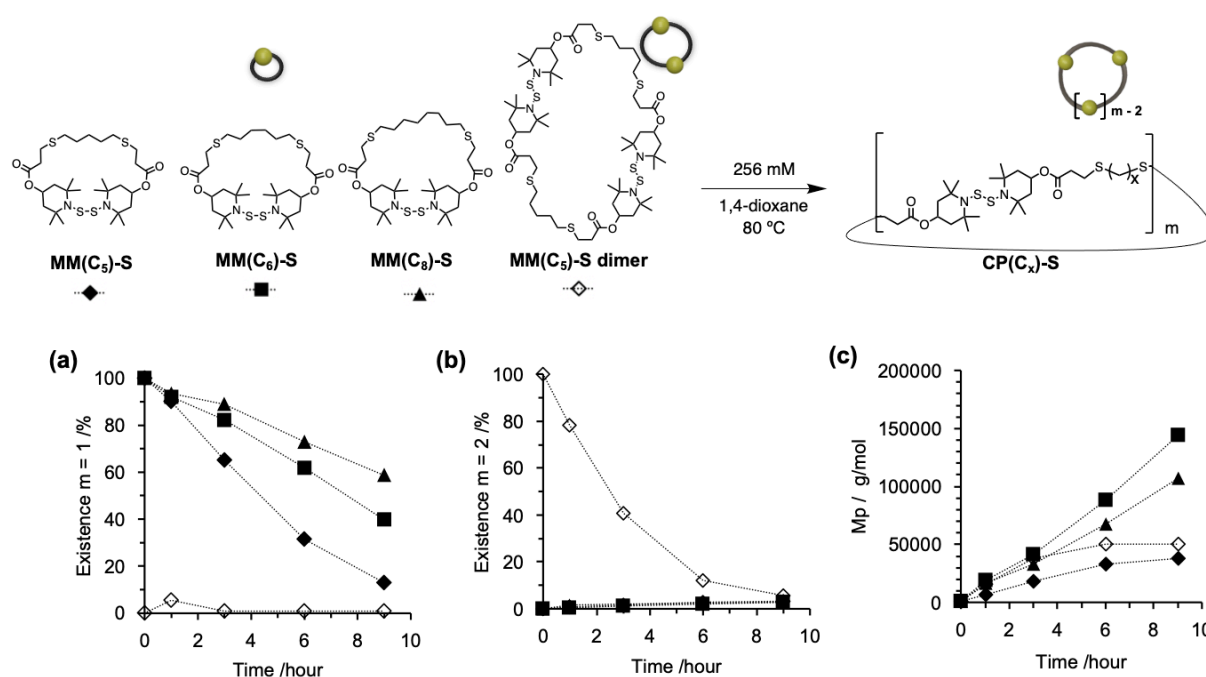 MM(C₅)-S
MM(C₆)-S
MM(C₈)-S
MM(C₅)-S dimer
256 mM
1,4-dioxane
80 ºC
m - 2
x
m
CP(Cₓ)-S
(a)
Existence m = 1 /%
100
80
60
40
20
0
0 2 4 6 8 10
Time /hour
(b)
Existence m = 2 /%
100
80
60
40
20
0
0 2 4 6 8 10
Time /hour
(c)
Mp / g/mol
200000
150000
100000
50000
0
0 2 4 6 8 10
Time /hour